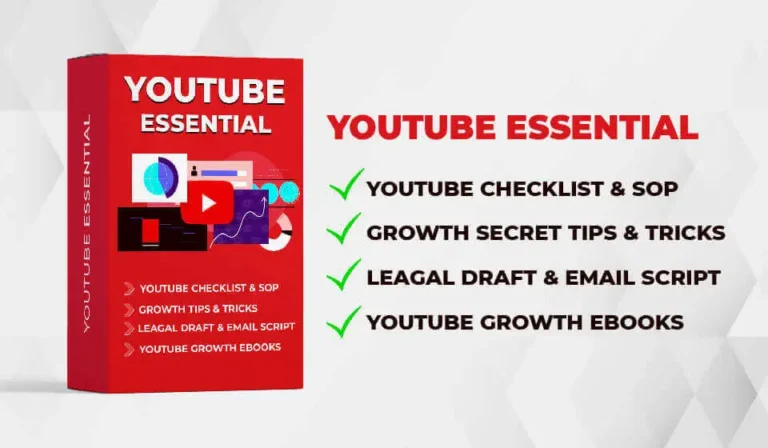 YOUTUBE ESSENTIAL
YOUTUBE
ESSENTIAL
YOUTUBE CHECKLIST & SOP
GROWTH TIPS & TRICKS
LEAGAL DRAFT & EMAIL SCRIPT
YOUTUBE GROWTH EBOOKS
YOUTUBE ESSENTIAL
YOUTUBE CHECKLIST & SOP
GROWTH SECRET TIPS & TRICKS
LEAGAL DRAFT & EMAIL SCRIPT
YOUTUBE GROWTH EBOOKS